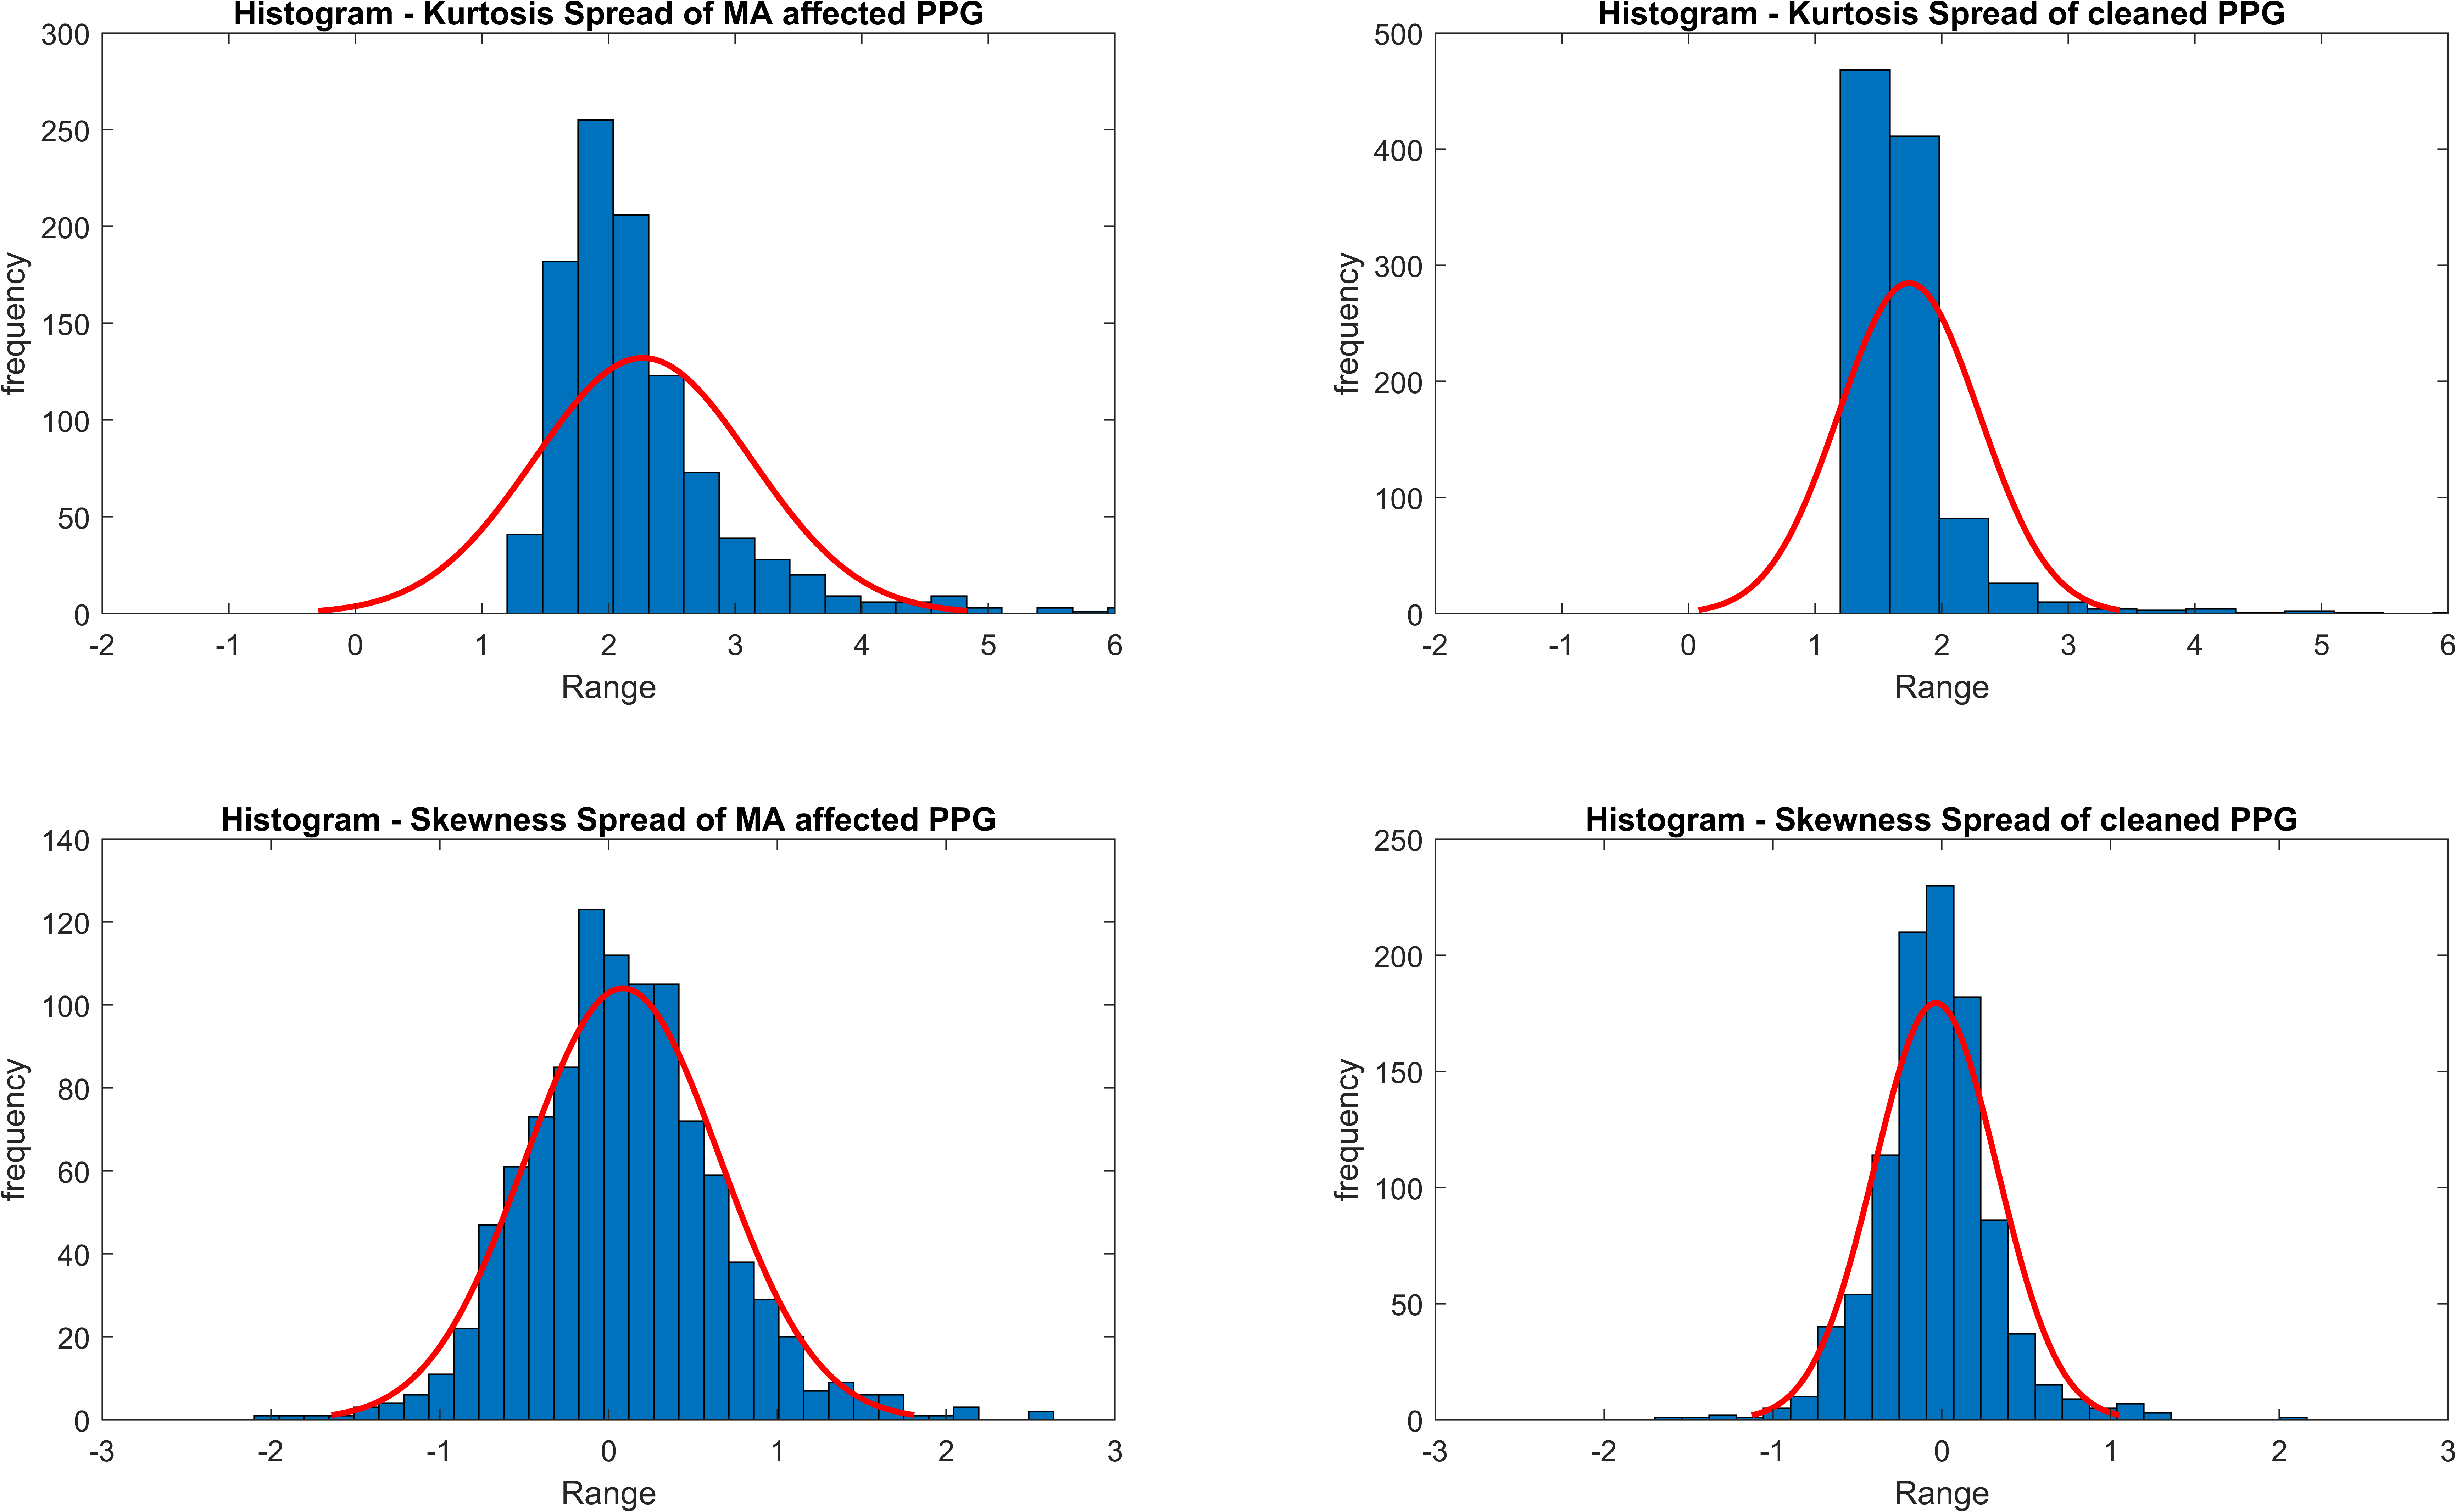 Histogram - Kurtosis Spread of MA affected PPG
300
250
200
150
100
50
0
frequency
-2 -1 0 1 2 3 4 5 6
Range
Histogram - Kurtosis Spread of cleaned PPG
500
400
300
200
100
0
frequency
-2 -1 0 1 2 3 4 5 6
Range
Histogram - Skewness Spread of MA affected PPG
140
120
100
80
60
40
20
0
frequency
-3 -2 -1 0 1 2 3
Range
Histogram - Skewness Spread of cleaned PPG
250
200
150
100
50
0
frequency
-3 -2 -1 0 1 2 3
Range